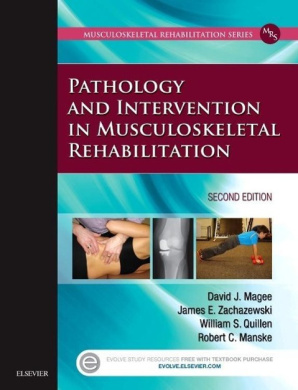 MUSCULOSKELETAL REHABILITATION SERIES
MRS
PATHOLOGY
AND INTERVENTION
IN MUSCULOSKELETAL
REHABILITATION
SECOND EDITION
David J. Magee
James E. Zachazewski
William S. Quillen
Robert C. Manske
EVOLVE STUDY RESOURCES FREE WITH TEXTBOOK PURCHASE
EVOLVE.ELSEVIER.COM
ELSEVIER